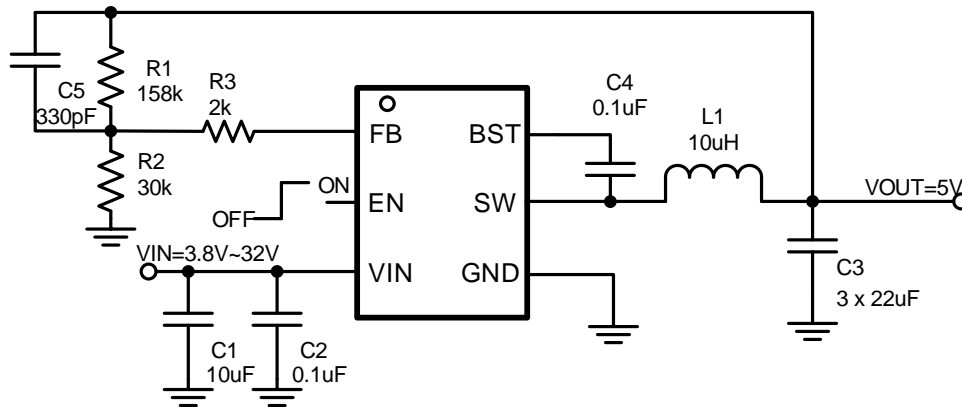 C5
330pF
R1
158k
R3
2k
R2
30k
FB
EN
VIN
BST
SW
GND
ON
OFF
VIN=3.8V~32V
C1
10uF
C2
0.1uF
C4
0.1uF
L1
10uH
VOUT=5V
C3
3 x 22uF